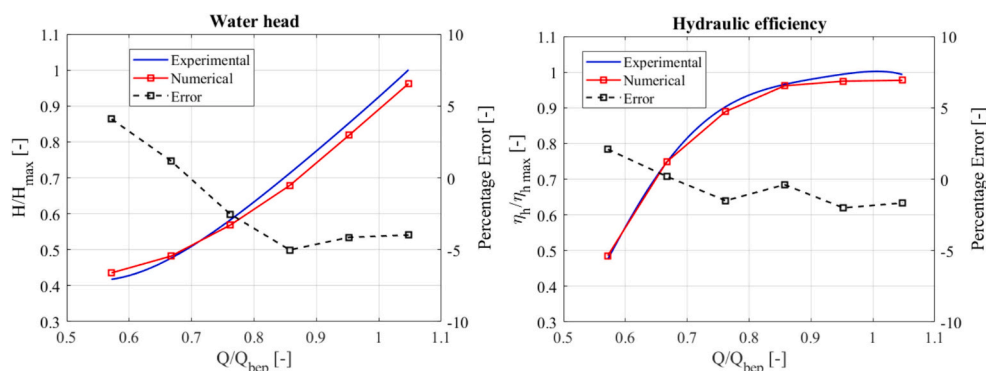 Water head
Experimental
Numerical
Error
1.1
1
0.9
0.8
0.7
0.6
0.5
0.4
0.3
H/H_max [-]
10
5
0
-5
-10
Percentage Error [-]
0.5 0.6 0.7 0.8 0.9 1 1.1
Q/Q_bep [-]
Hydraulic efficiency
Experimental
Numerical
Error
1.1
1
0.9
0.8
0.7
0.6
0.5
0.4
0.3
η_h/η_h max [-]
10
5
0
-5
-10
Percentage Error [-]
0.5 0.6 0.7 0.8 0.9 1 1.1
Q/Q_bep [-]